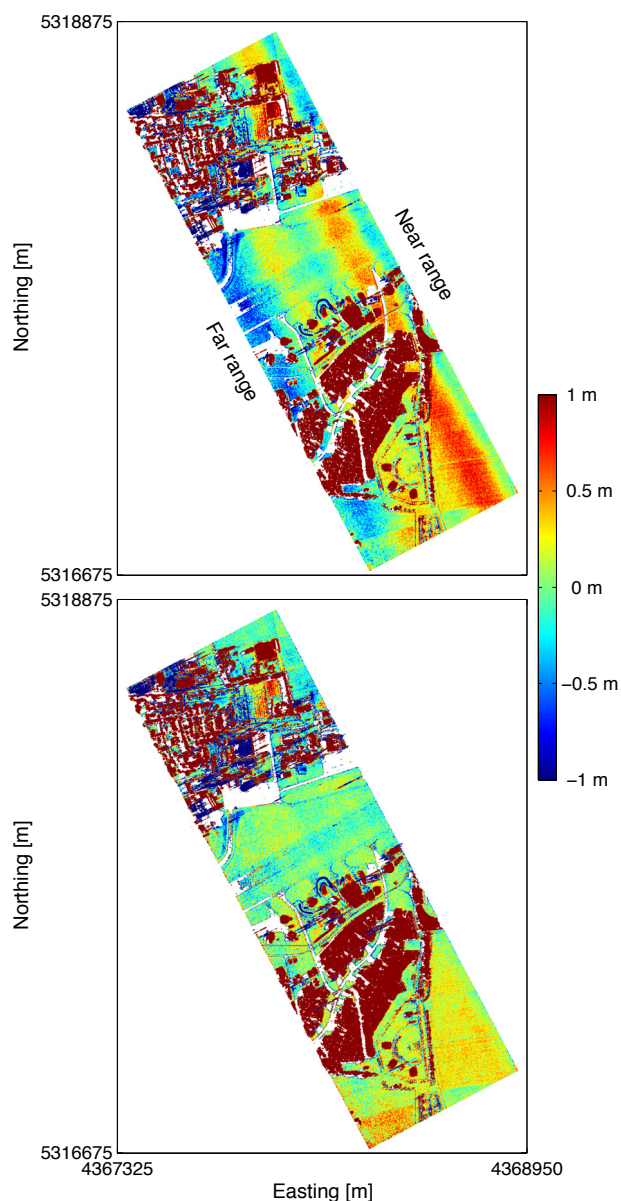 5318875
Northing [m]
Near range
Far range
5316675
1 m
0.5 m
0 m
−0.5 m
−1 m
5318875
Northing [m]
5316675
4367325
4368950
Easting [m]